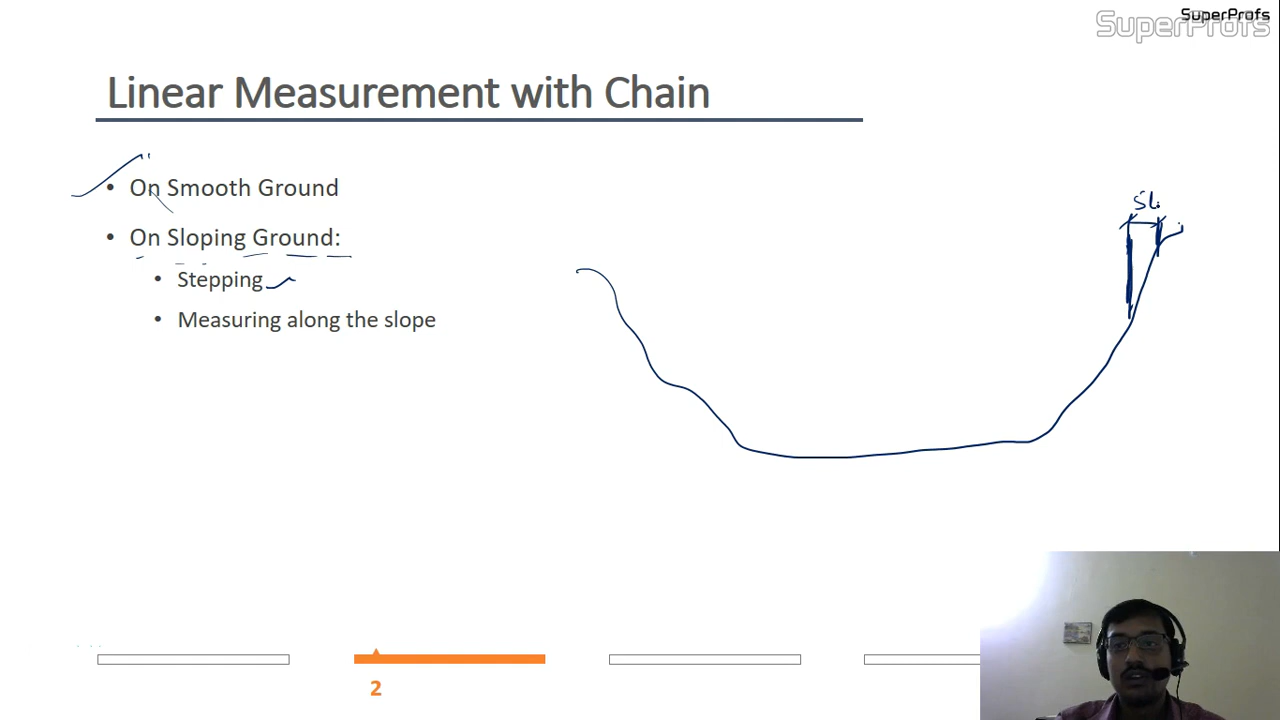 SuperProfs
SuperProfs
Linear Measurement with Chain
• On Smooth Ground
• On Sloping Ground:
• Stepping
• Measuring along the slope
2